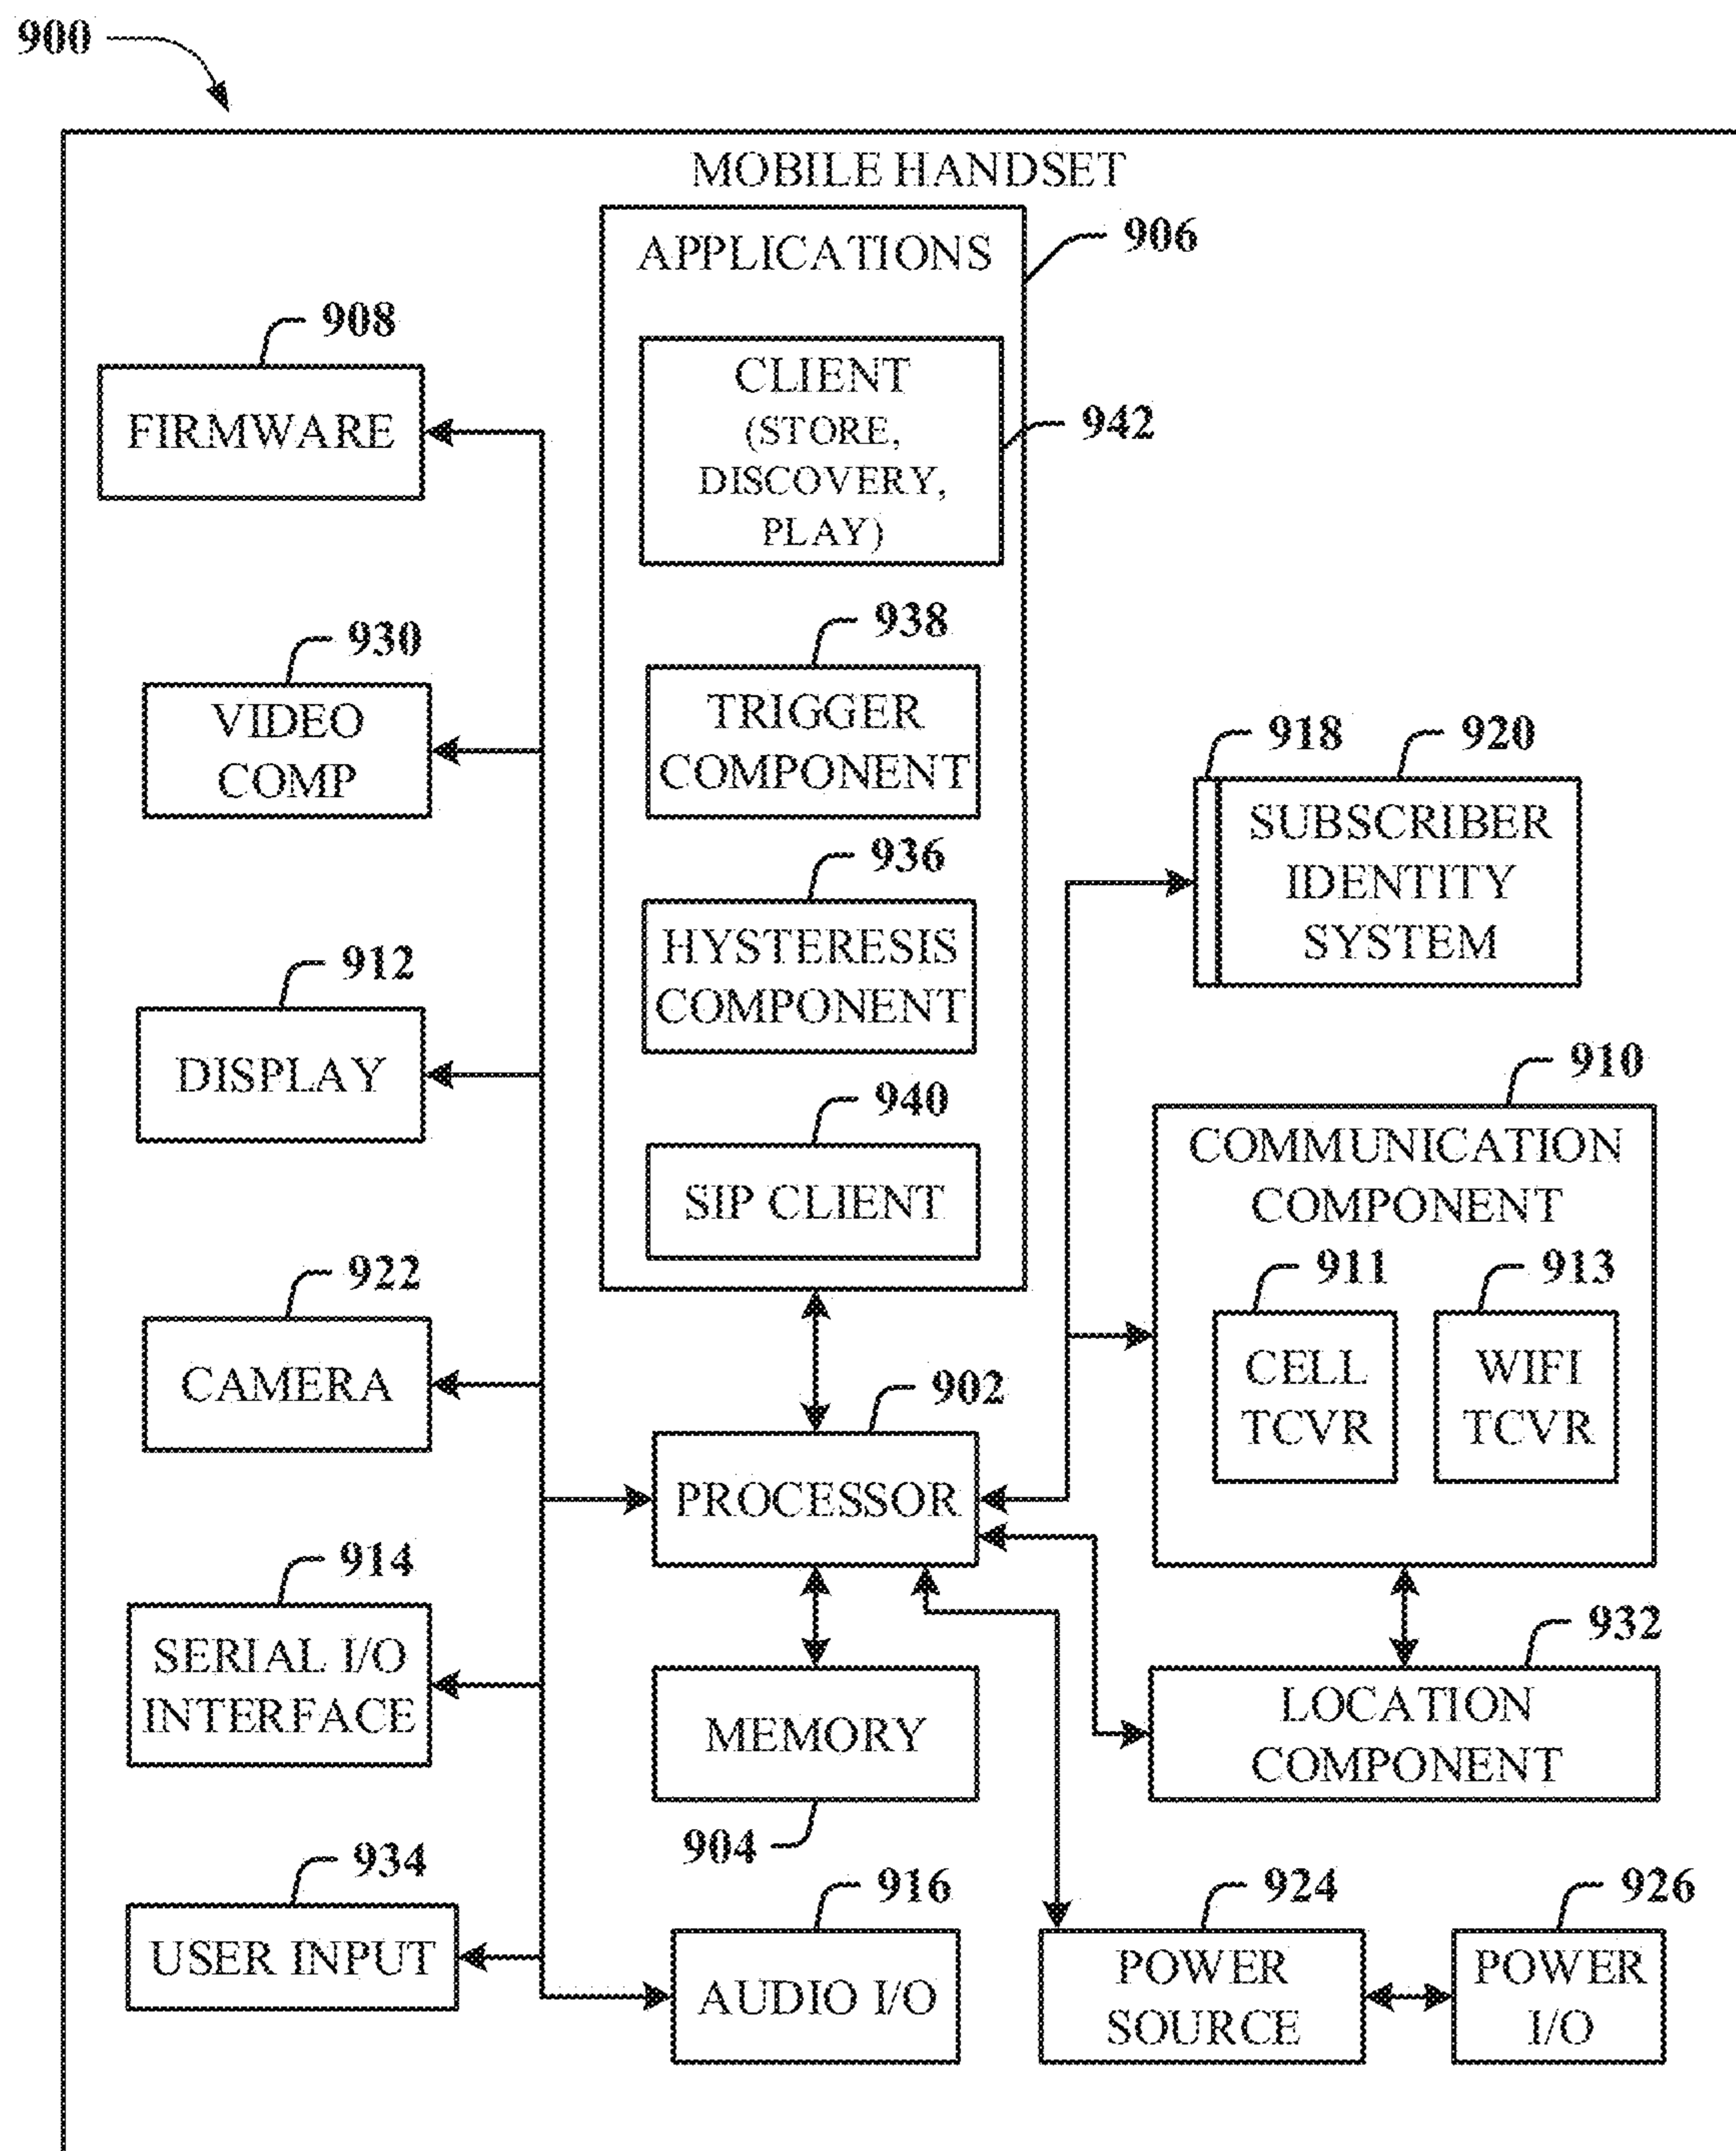 900
MOBILE HANDSET
APPLICATIONS
906
CLIENT
(STORE,
DISCOVERY,
PLAY)
942
938
TRIGGER
COMPONENT
936
HYSTERESIS
COMPONENT
940
SIP CLIENT
908
FIRMWARE
930
VIDEO
COMP
912
DISPLAY
922
CAMERA
914
SERIAL I/O
INTERFACE
934
USER INPUT
902
PROCESSOR
MEMORY
904
916
AUDIO I/O
918
920
SUBSCRIBER
IDENTITY
SYSTEM
910
COMMUNICATION
COMPONENT
911
CELL
TCVR
913
WIFI
TCVR
932
LOCATION
COMPONENT
924
POWER
SOURCE
926
POWER
I/O